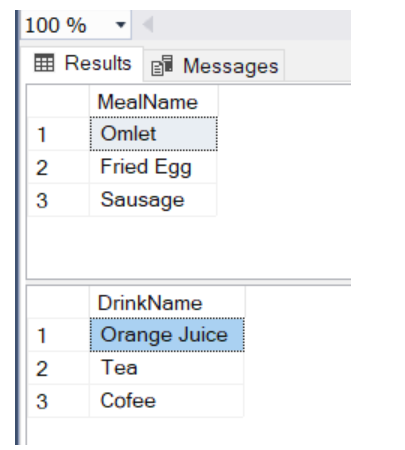 100 %
Results Messages
MealName
1 Omlet
2 Fried Egg
3 Sausage
DrinkName
1 Orange Juice
2 Tea
3 Cofee